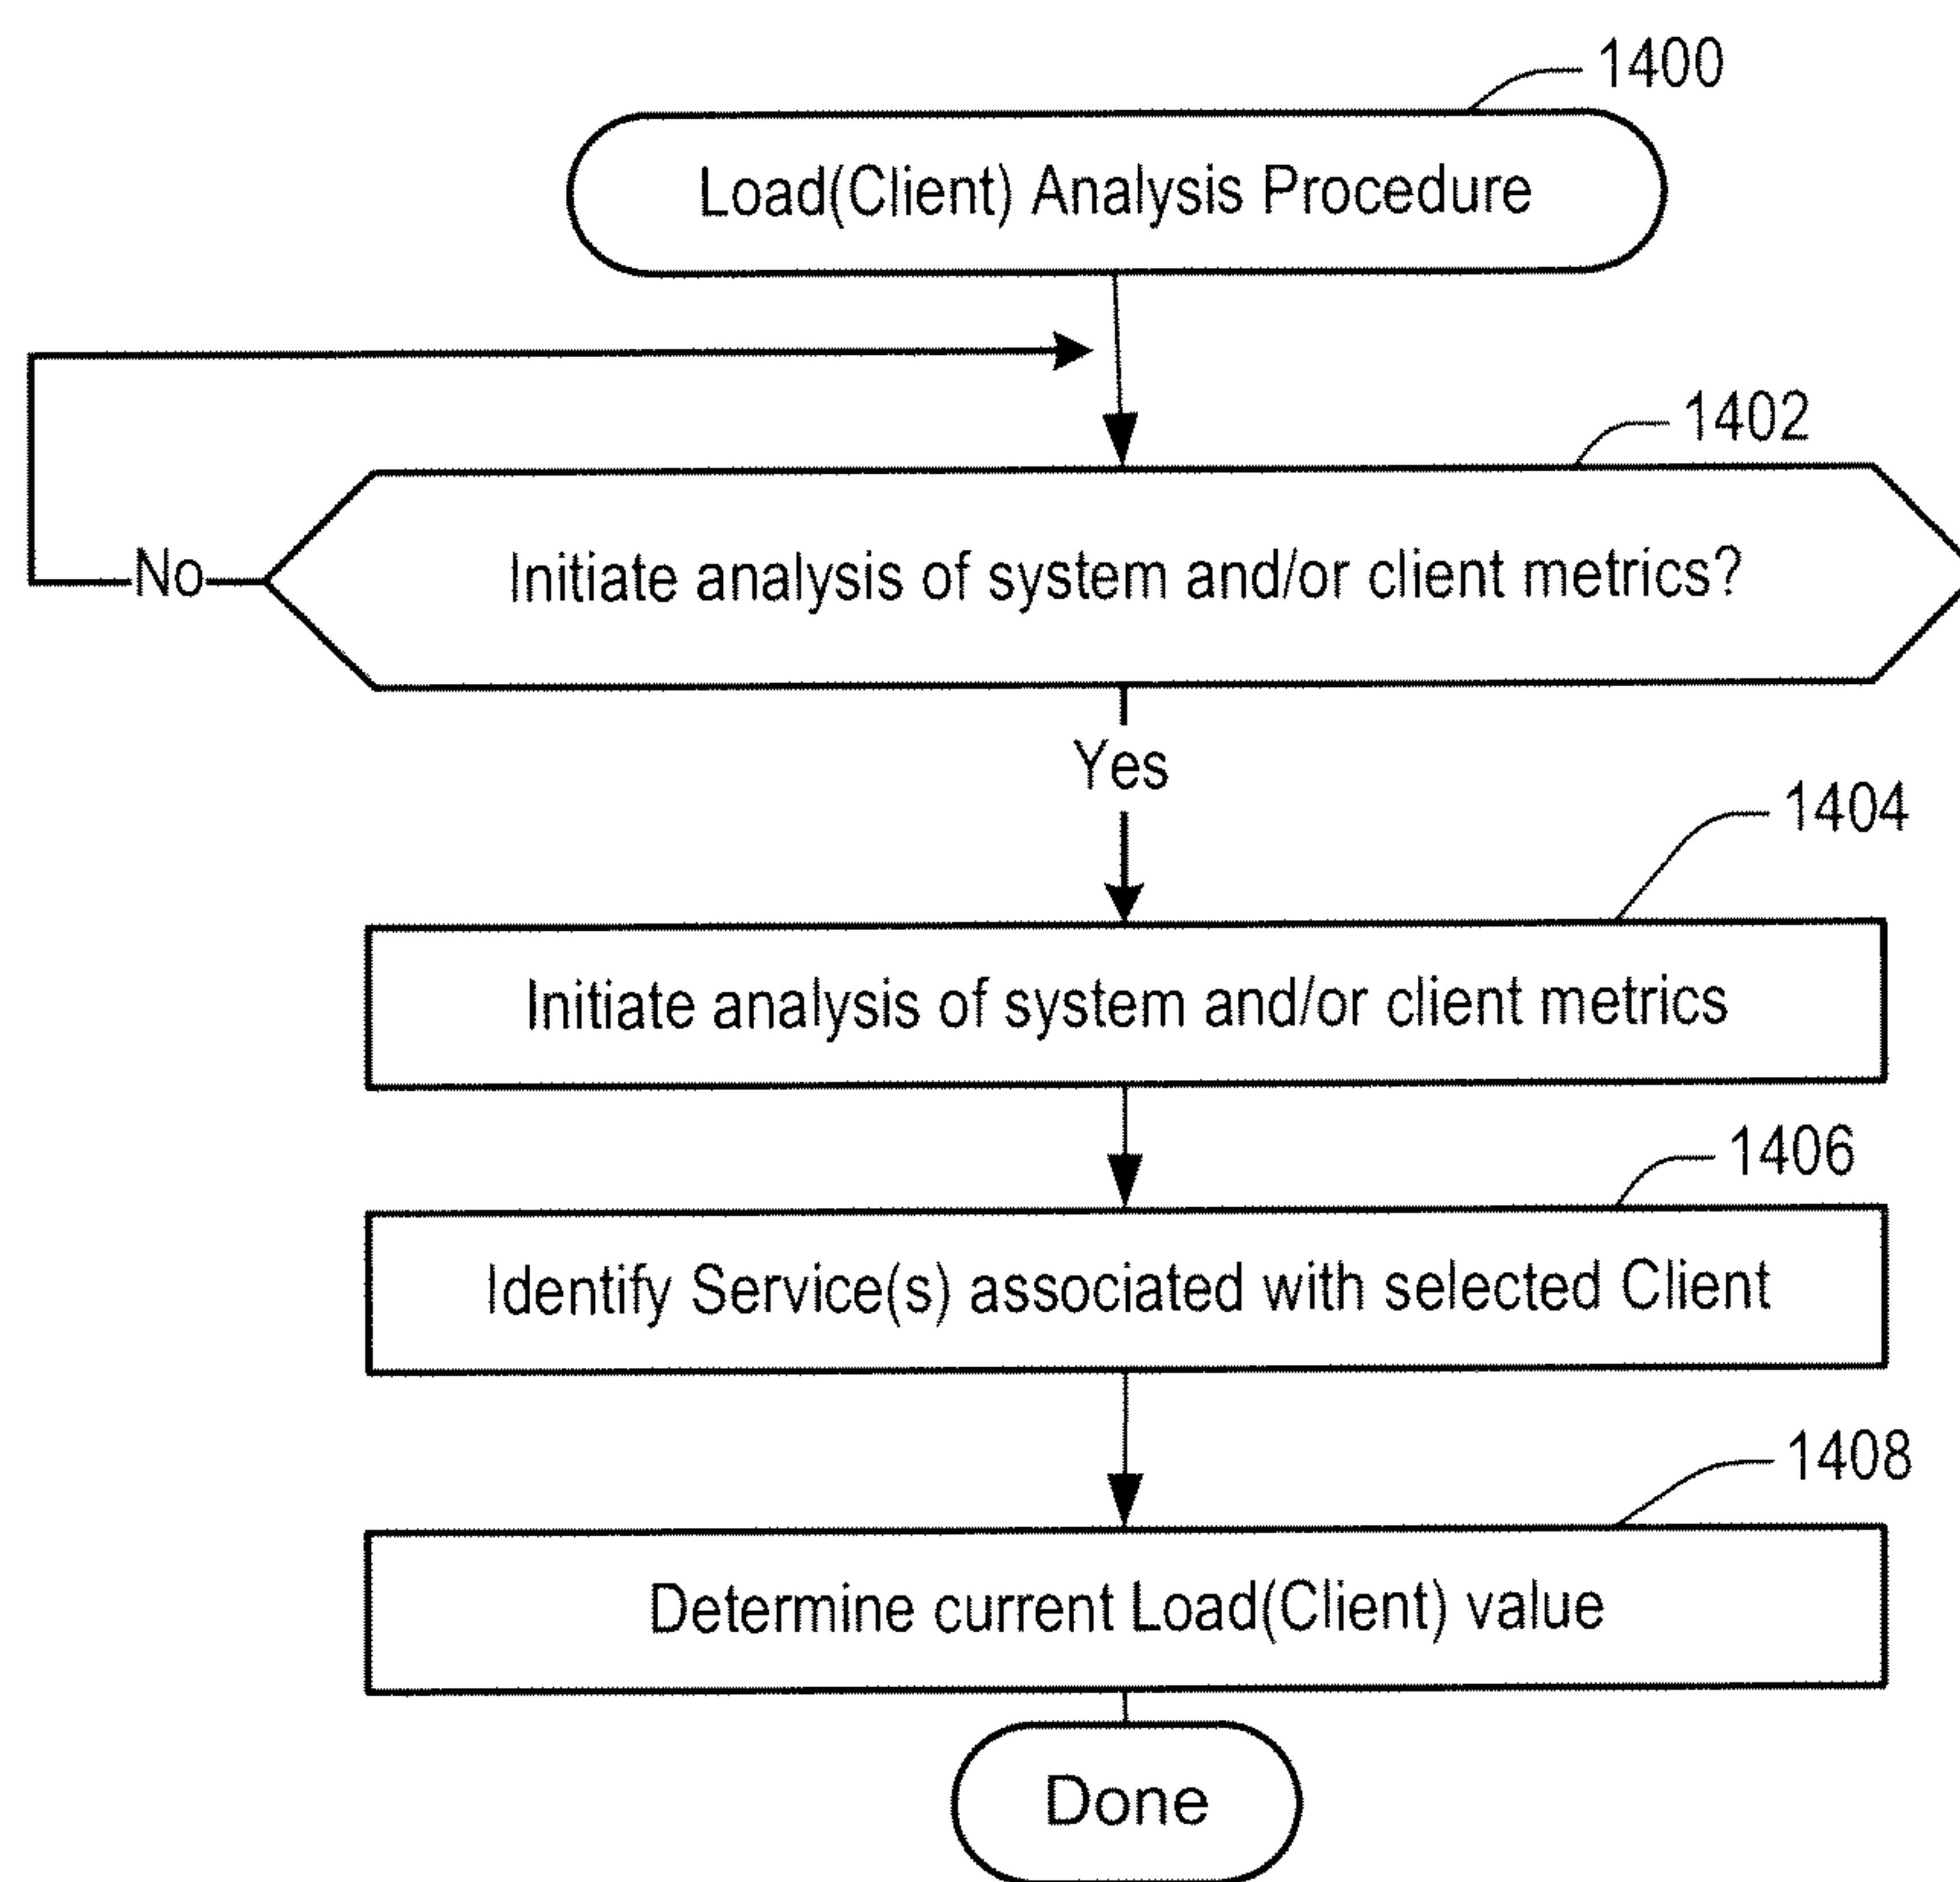 1400
Load(Client) Analysis Procedure
1402
Initiate analysis of system and/or client metrics?
No
Yes
1404
Initiate analysis of system and/or client metrics
1406
Identify Service(s) associated with selected Client
1408
Determine current Load(Client) value
Done